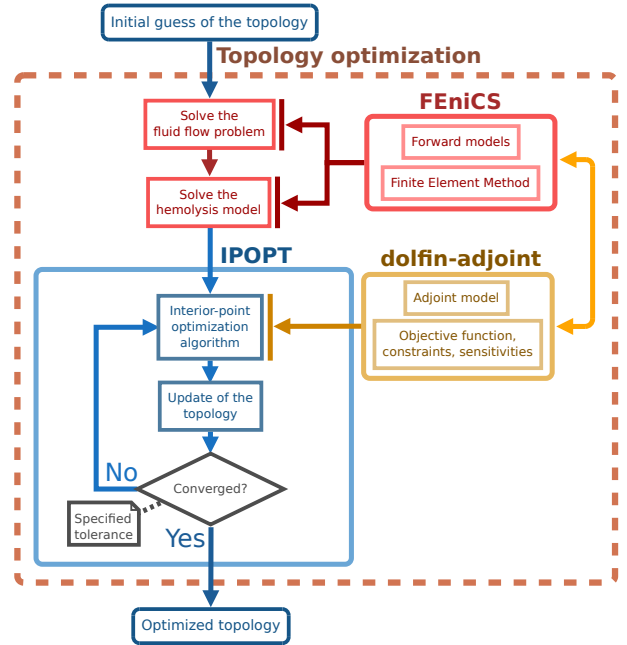 Initial guess of the topology
Topology optimization
FEniCS
Solve the
fluid flow problem
Forward models
Finite Element Method
Solve the
hemolysis model
IPOPT
dolfin-adjoint
Interior-point
optimization
algorithm
Adjoint model
Objective function,
constraints, sensitivities
Update of the
topology
No
Converged?
Specified
tolerance
Yes
Optimized topology